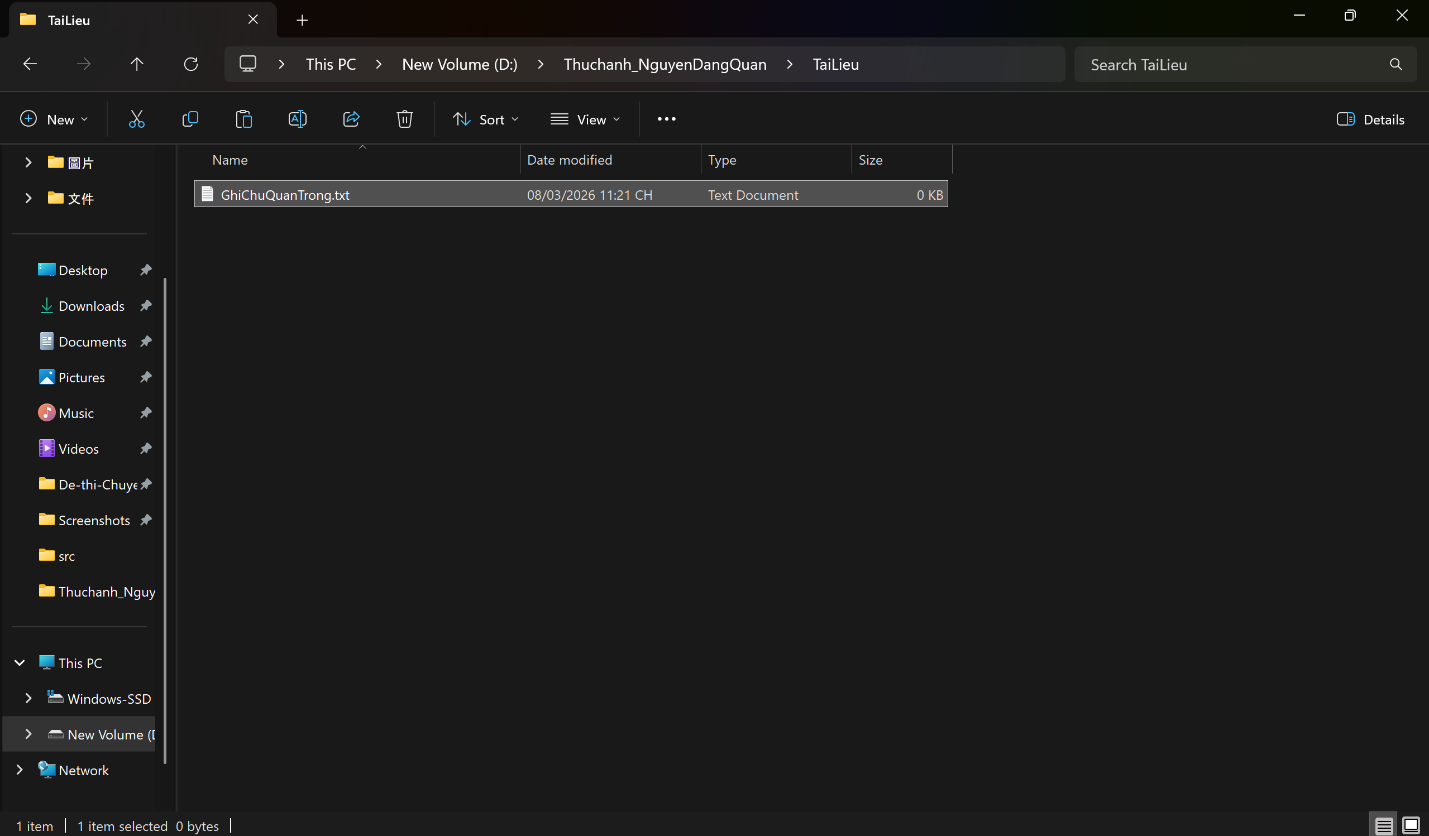 TaiLieu
This PC
New Volume (D:)
Thuchanh_NguyenDangQuan
TaiLieu
Search TaiLieu
New
Sort
View
Details
圖片
文件
Desktop
Downloads
Documents
Pictures
Music
Videos
De-thi-Chuye
Screenshots
src
Thuchanh_Nguy
This PC
Windows-SSD
New Volume (D
Network
Name Date modified Type Size
GhiChuQuanTrong.txt 08/03/2026 11:21 CH Text Document 0 KB
1 item 1 item selected 0 bytes